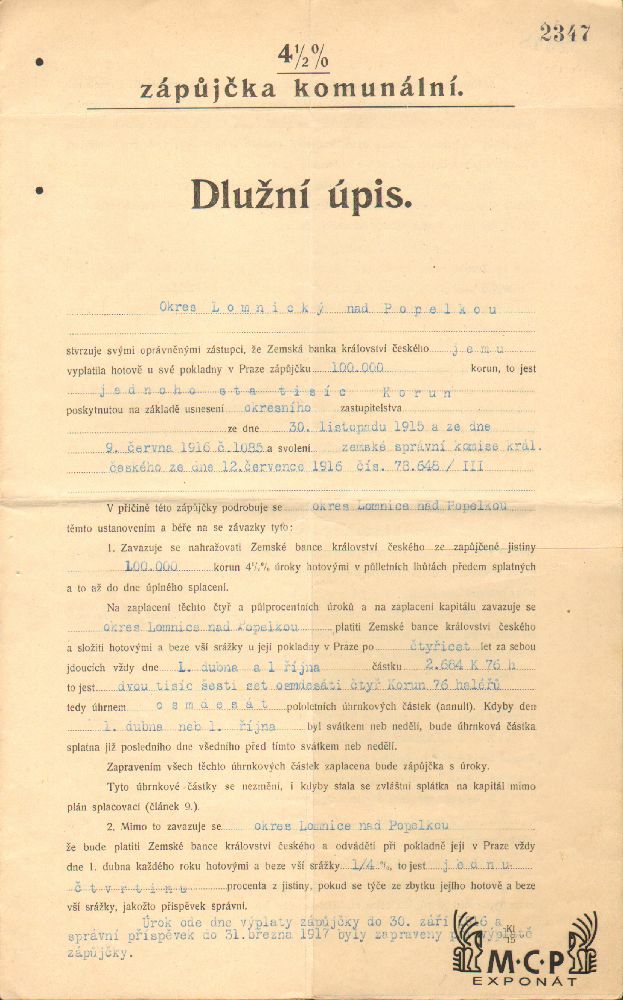 2347
4½%
zápůjčka komunální.
Dlužní úpis.
Okres Lomnický nad Popelkou
stvrzuje svými oprávněnými zástupci, že Zemská banka království českého jemu
vyplatila hotově u své pokladny v Praze zápůjčku 100.000 korun, to jest
jednoho sta tisíc Korun
poskytnutou na základě usnesení okresního zastupitelstva
ze dne 30. listopadu 1915 a ze dne
9. června 1916 č.1085 a svolení zemské správní komise král.
českého ze dne 12.července 1916 čís. 78.645/III
V příčině této zápůjčky podrobuje se okres Lomnice nad Popelkou
těmto ustanovením a béře na se závazky tyto:
1. Zavazuje se nahražovati Zemské bance království českého ze zapůjčené jistiny
100.000 korun 4½% úroky hotovými v půlletních lhůtách předem splatných
a to až do dne úplného splacení.
Na zaplacení těchto čtyř a půlprocentních úroků a na zaplacení kapitálu zavazuje se
okres Lomnice nad Popelkou platiti Zemské bance království českého
a složiti hotovými a beze vší srážky u její pokladny v Praze po čtyřicet let za sebou
jdoucích vždy dne 1. dubna a 1 října částku 2.684 K 76 h
to jest dvou tisíc šesti set osmdesáti čtyř Korun 76 haléřů
tedy úhrnem osmdesát pololetních úhrnkových částek (annuit). Kdyby den
1. dubna neb 1. října byl svátkem neb nedělí, bude úhrnková částka
splatna již posledního dne všedního před tímto svátkem neb nedělí.
Zapravením všech těchto úhrnkových částek zaplacena bude zápůjčka s úroky.
Tyto úhrnkové částky se nezmění, i kdyby stala se zvláštní splátka na kapitál mimo
plán splacovací (článek 9.).
2. Mimo to zavazuje se okres Lomnice nad Popelkou
že bude platiti Zemské bance království českého a odváděti při pokladně její v Praze vždy
dne 1. dubna každého roku hotovými a beze vší srážky 1/4 %, to jest jednu
čtvrtinu procenta z jistiny, pokud se týče ze zbytku jejího hotově a beze
vší srážky, jakožto příspěvek správní.
Úrok ode dne výplaty zápůjčky do 30. září 1916 a
správní příspěvek do 31.března 1917 byly zapraveny při výplatě
zápůjčky.
M·C·P
EXPONÁT